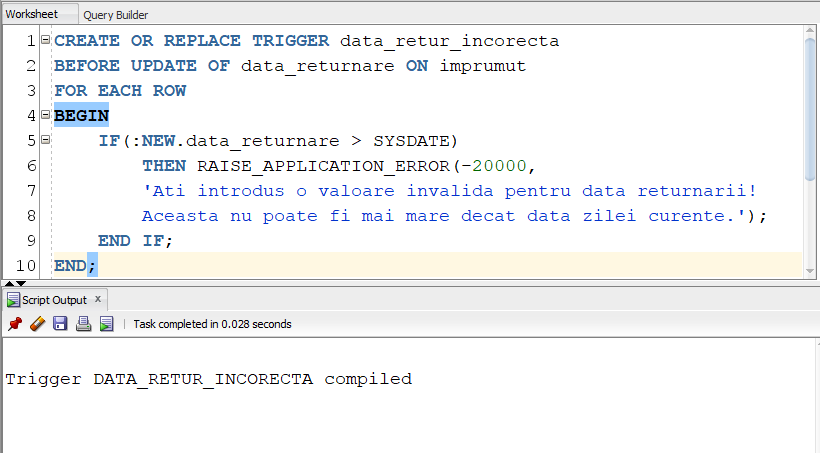 Worksheet Query Builder
1 CREATE OR REPLACE TRIGGER data_retur_incorecta
2 BEFORE UPDATE OF data_returnare ON imprumut
3 FOR EACH ROW
4 BEGIN
5 IF(:NEW.data_returnare > SYSDATE)
6 THEN RAISE_APPLICATION_ERROR(-20000,
7 'Ati introdus o valoare invalida pentru data returnarii!
8 Aceasta nu poate fi mai mare decat data zilei curente.');
9 END IF;
10 END;
Script Output x
Task completed in 0.028 seconds
Trigger DATA_RETUR_INCORECTA compiled